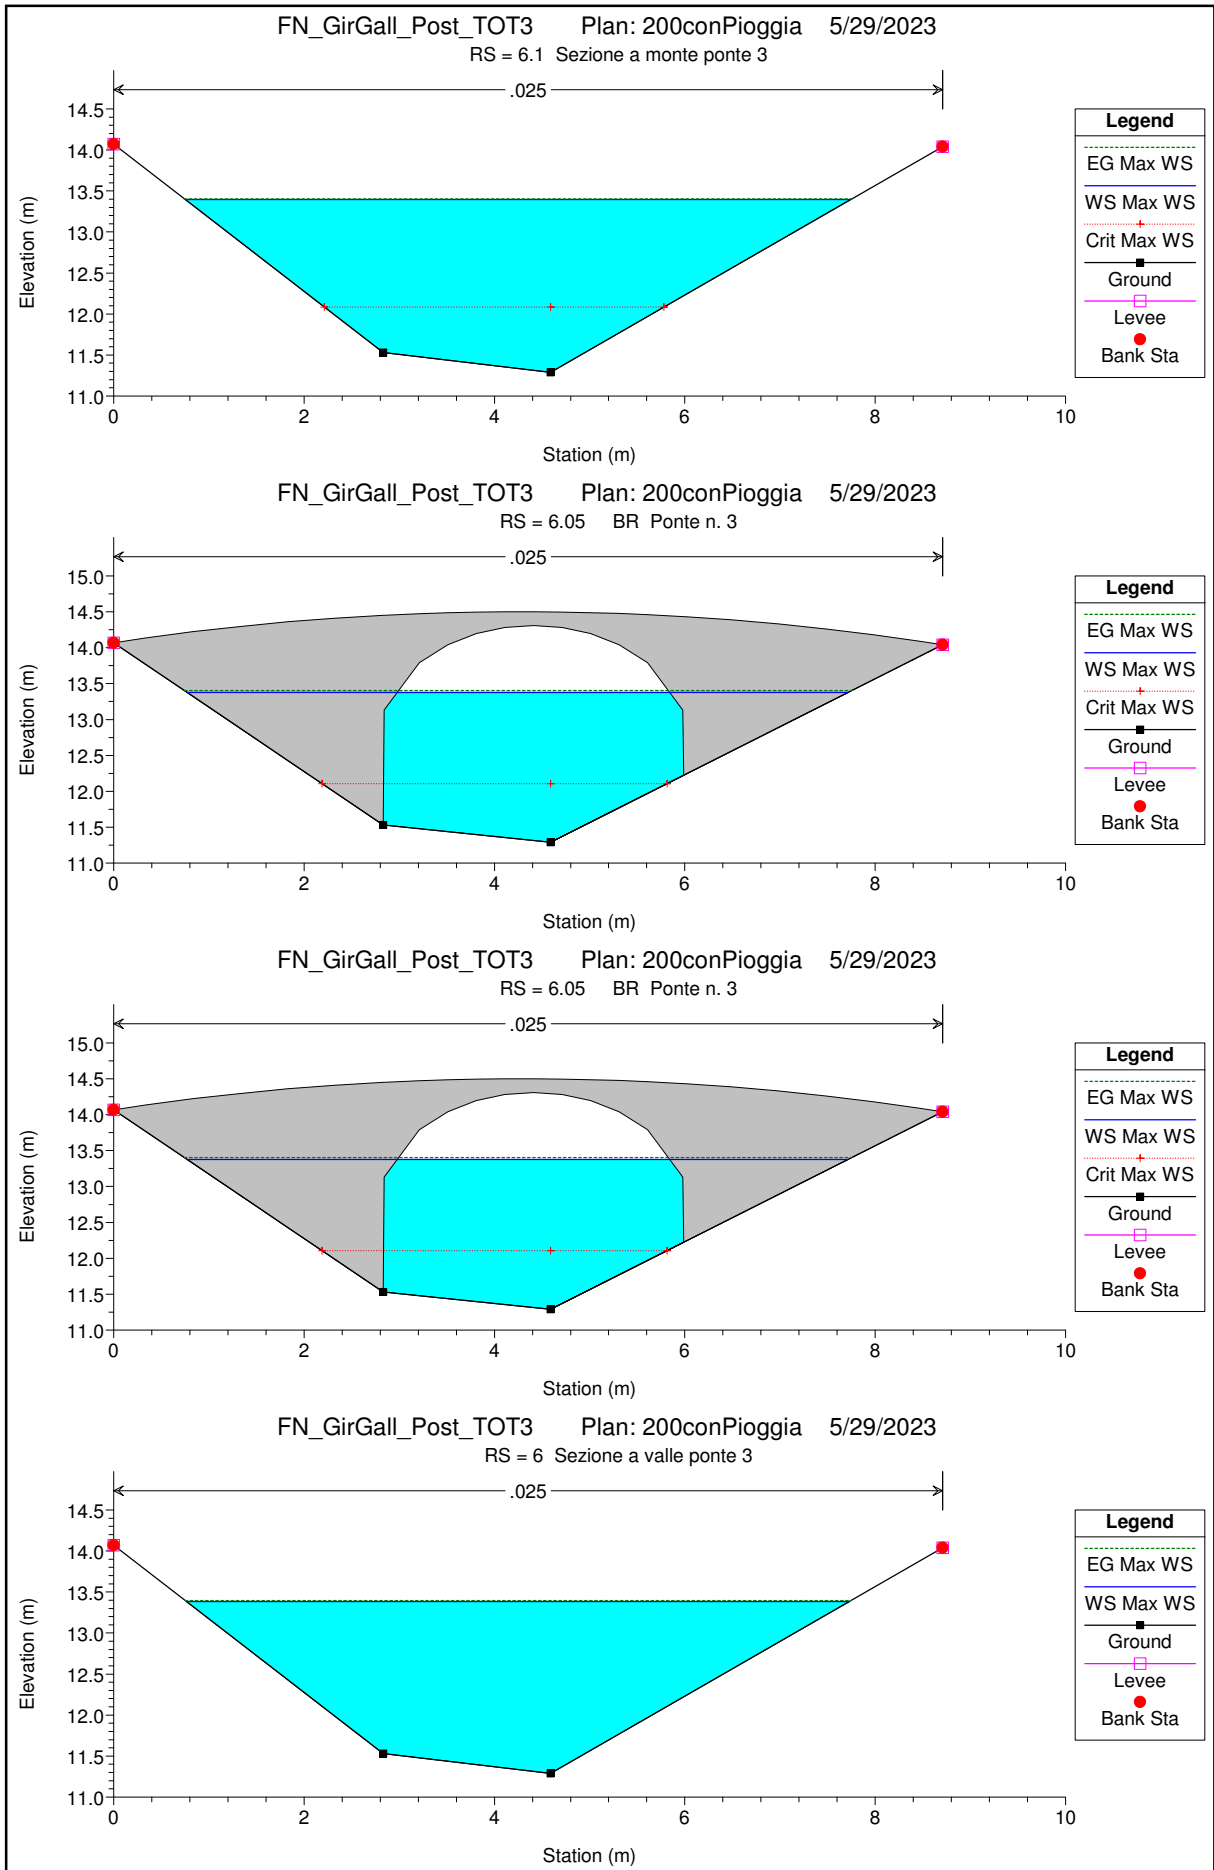 FN_GirGall_Post_TOT3 Plan: 200conPioggia 5/29/2023
RS = 6.1 Sezione a monte ponte 3
.025
14.5
14.0
13.5
13.0
12.5
12.0
11.5
11.0
Elevation (m)
0 2 4 6 8 10
Station (m)
Legend
EG Max WS
WS Max WS
Crit Max WS
Ground
Levee
Bank Sta
FN_GirGall_Post_TOT3 Plan: 200conPioggia 5/29/2023
RS = 6.05 BR Ponte n. 3
.025
15.0
14.5
14.0
13.5
13.0
12.5
12.0
11.5
11.0
Elevation (m)
0 2 4 6 8 10
Station (m)
Legend
EG Max WS
WS Max WS
Crit Max WS
Ground
Levee
Bank Sta
FN_GirGall_Post_TOT3 Plan: 200conPioggia 5/29/2023
RS = 6.05 BR Ponte n. 3
.025
15.0
14.5
14.0
13.5
13.0
12.5
12.0
11.5
11.0
Elevation (m)
0 2 4 6 8 10
Station (m)
Legend
EG Max WS
WS Max WS
Crit Max WS
Ground
Levee
Bank Sta
FN_GirGall_Post_TOT3 Plan: 200conPioggia 5/29/2023
RS = 6 Sezione a valle ponte 3
.025
14.5
14.0
13.5
13.0
12.5
12.0
11.5
11.0
Elevation (m)
0 2 4 6 8 10
Station (m)
Legend
EG Max WS
WS Max WS
Ground
Levee
Bank Sta